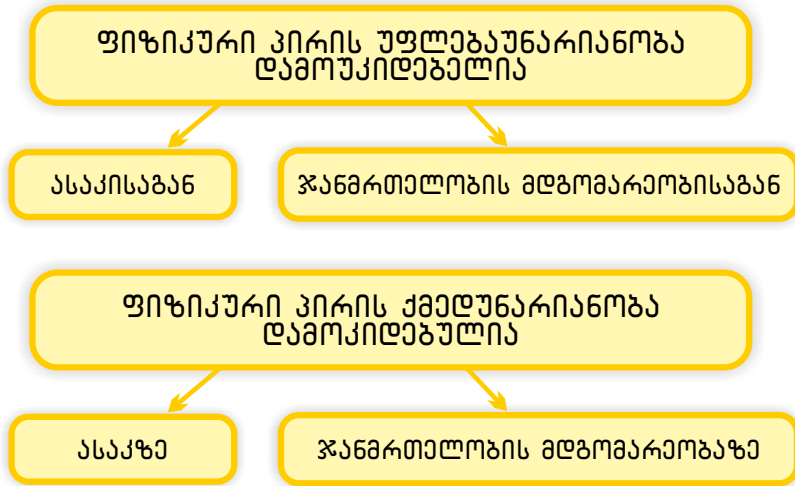 ფიზიკური პირის უფლებაუნარიანობა
დამოუკიდებელია
ასაკისაგან
ჯანმრთელობის მდგომარეობისაგან
ფიზიკური პირის ქმედუნარიანობა
დამოკიდებულია
ასაკზე
ჯანმრთელობის მდგომარეობაზე